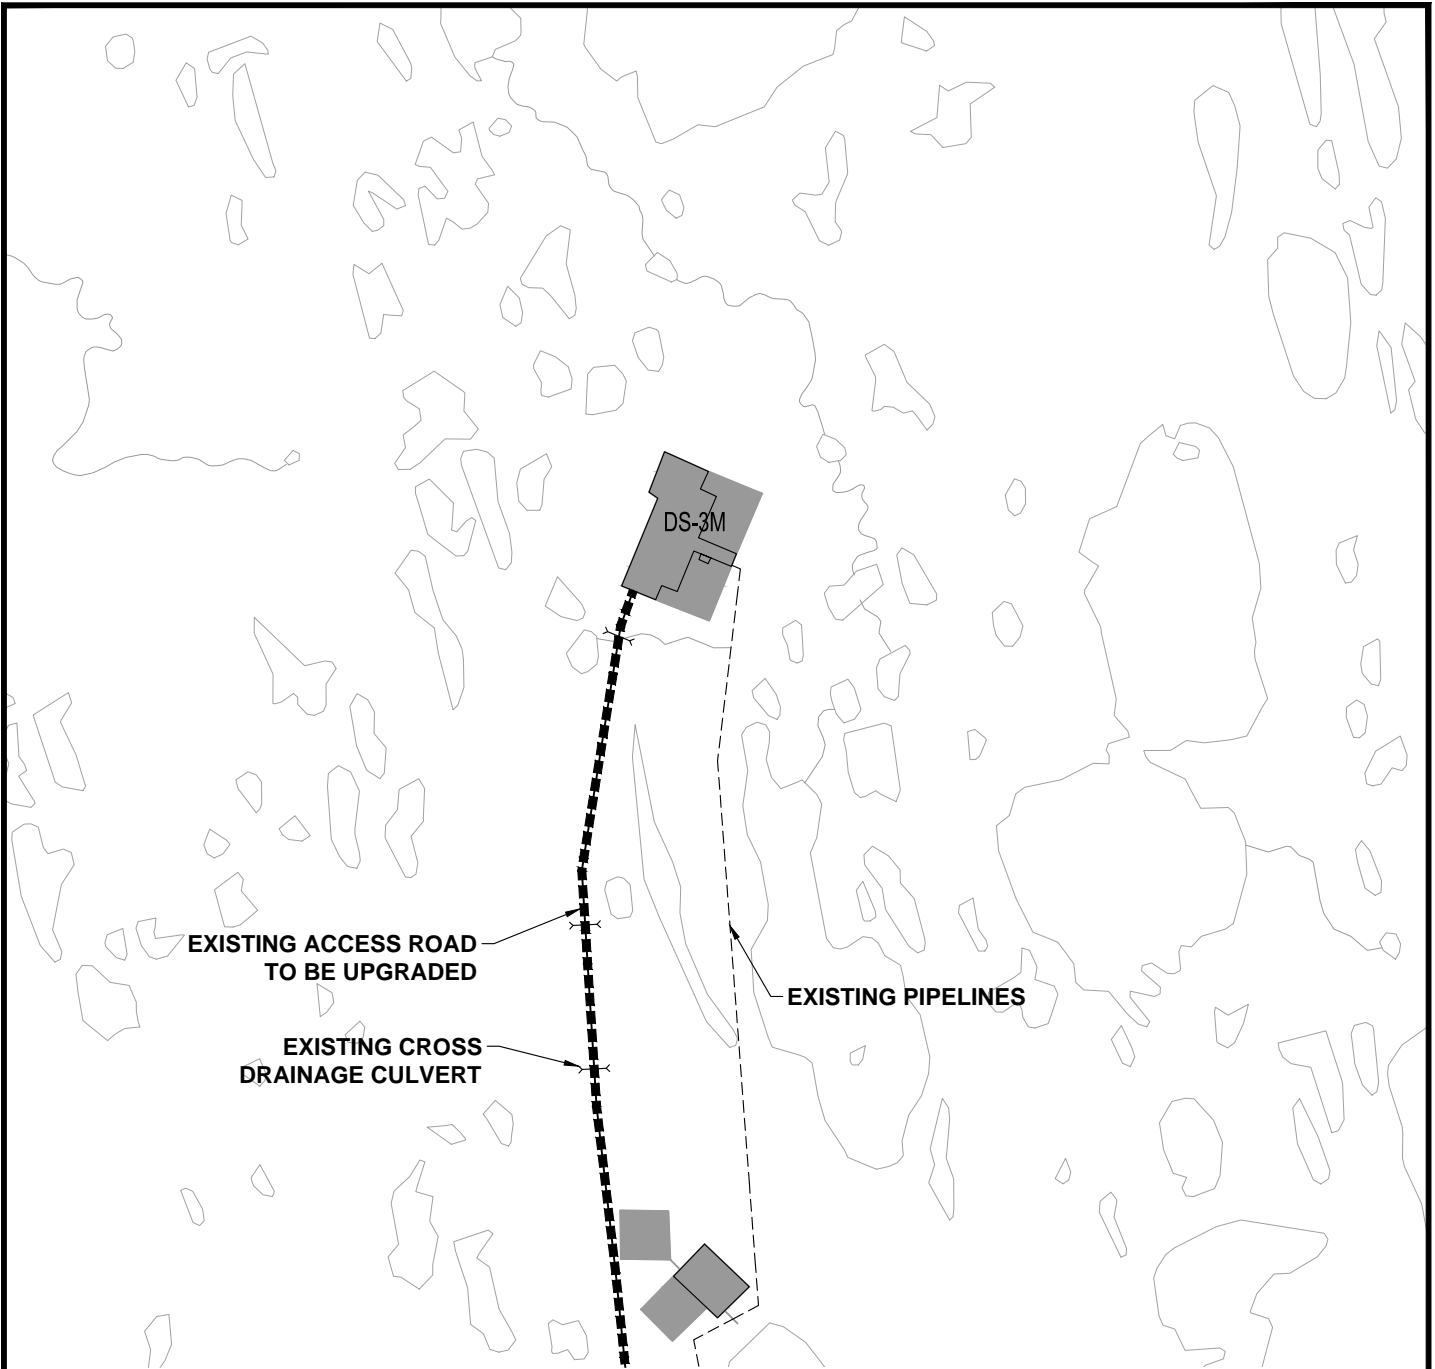 DS-3M
EXISTING ACCESS ROAD
TO BE UPGRADED
EXISTING PIPELINES
EXISTING CROSS
DRAINAGE CULVERT